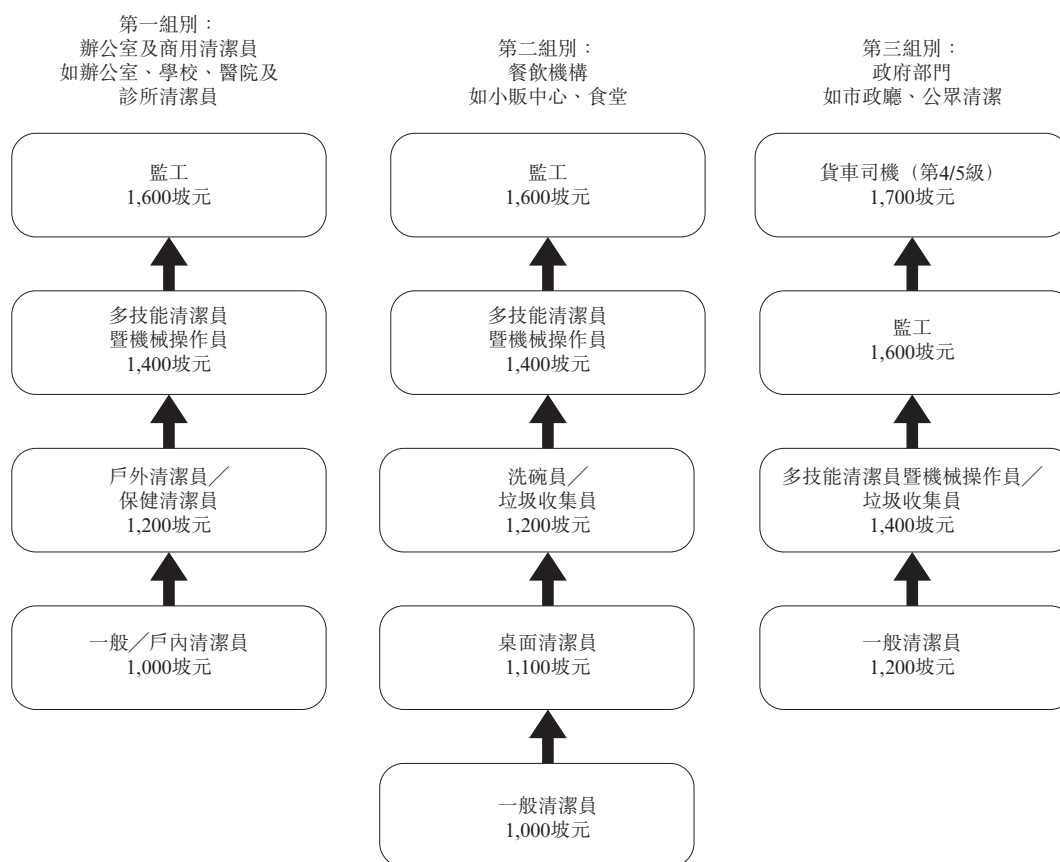 第一組別：
辦公室及商用清潔員
如辦公室、學校、醫院及
診所清潔員
監工
1,600坡元
多技能清潔員
暨機械操作員
1,400坡元
戶外清潔員／
保健清潔員
1,200坡元
一般／戶內清潔員
1,000坡元
第二組別：
餐飲機構
如小販中心、食堂
監工
1,600坡元
多技能清潔員
暨機械操作員
1,400坡元
洗碗員／
垃圾收集員
1,200坡元
桌面清潔員
1,100坡元
一般清潔員
1,000坡元
第三組別：
政府部門
如市政廳、公眾清潔
貨車司機（第4/5級）
1,700坡元
監工
1,600坡元
多技能清潔員暨機械操作員／
垃圾收集員
1,400坡元
一般清潔員
1,200坡元